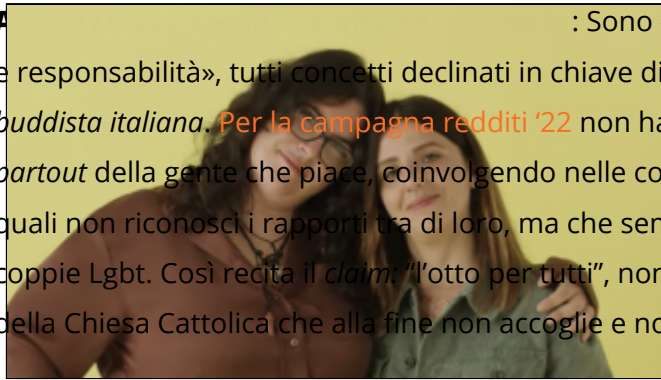 : Sono
e responsabilità», tutti concetti declinati in chiave di
buddista italiana. Per la campagna redditi ‘22 non ha
partout della gente che piace, coinvolgendo nelle co
quali non riconosci i rapporti tra di loro, ma che sem
coppie Lgbt. Così recita il claim: “l’otto per tutti”, non
della Chiesa Cattolica che alla fine non accoglie e no